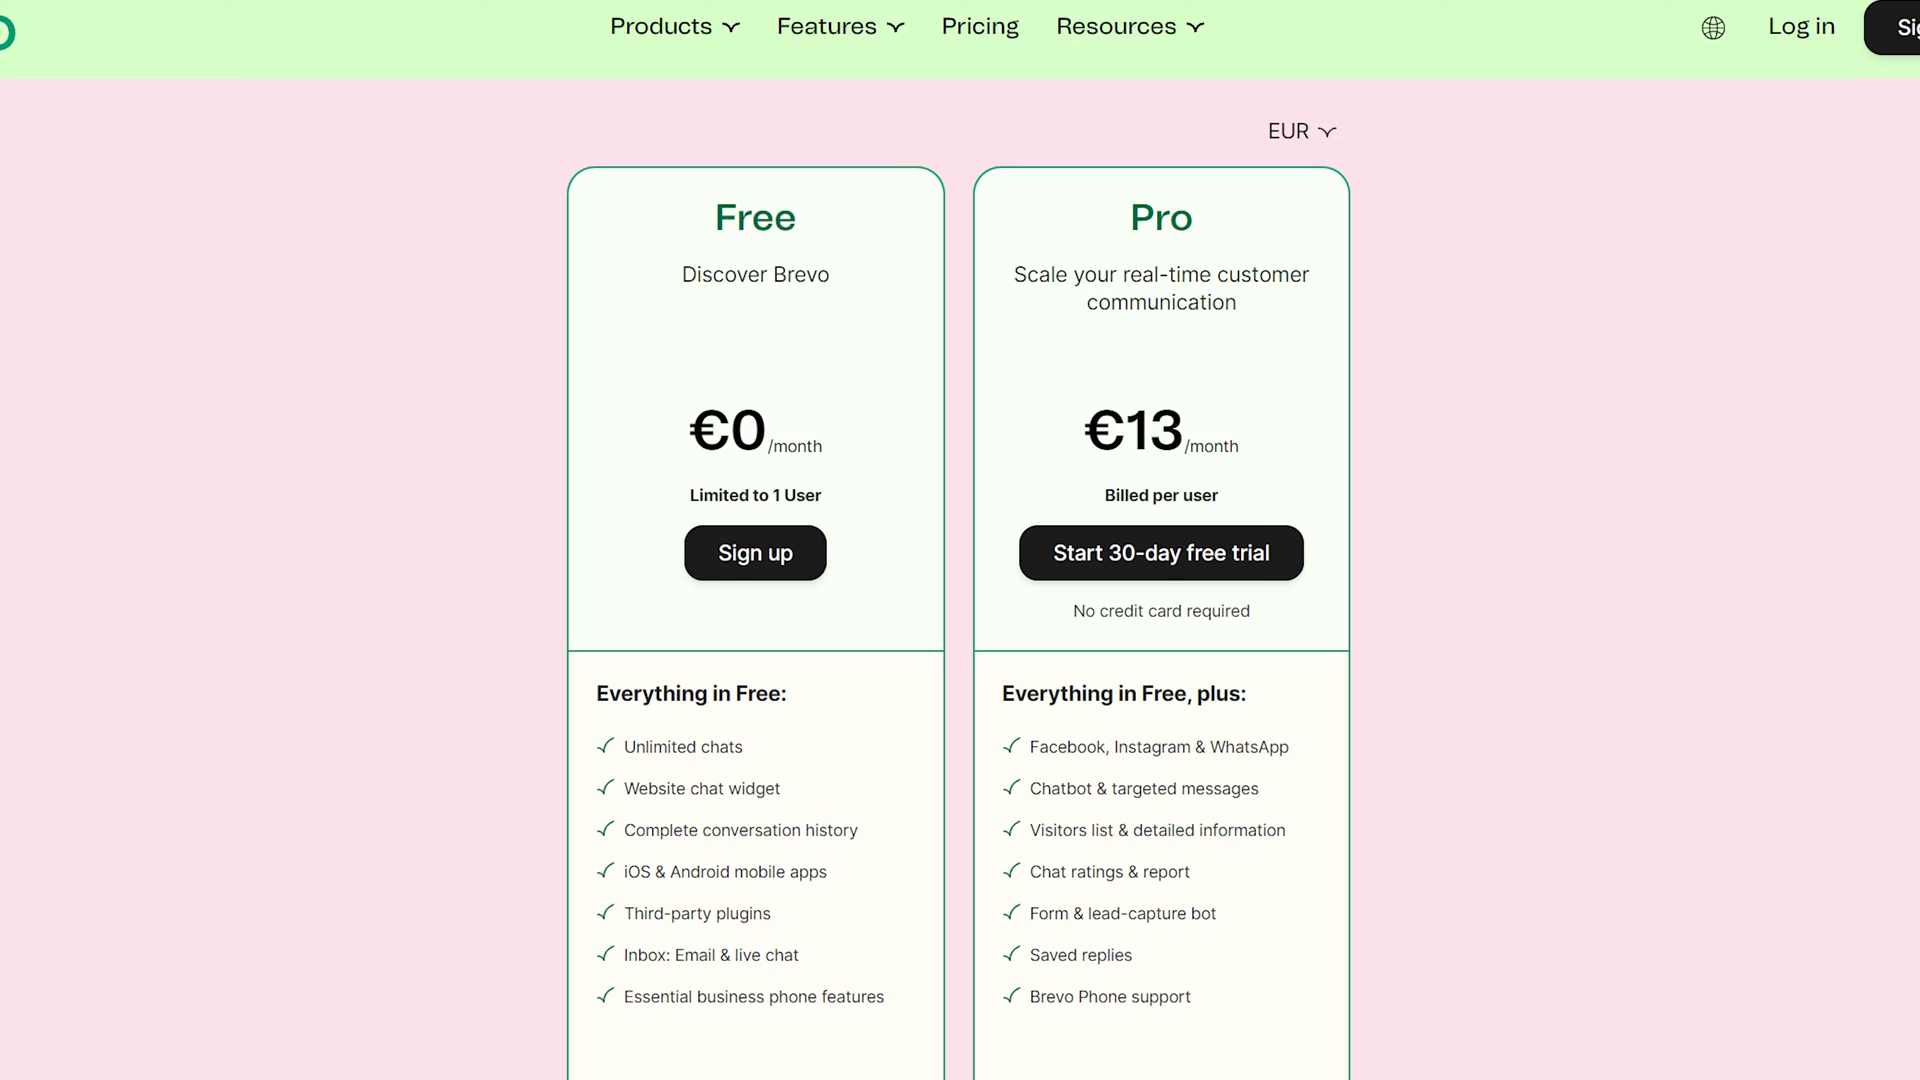 Products
Features
Pricing
Resources
Log in
EUR
Free
Discover Brevo
€0/month
Limited to 1 User
Sign up
Everything in Free:
Unlimited chats
Website chat widget
Complete conversation history
iOS & Android mobile apps
Third-party plugins
Inbox: Email & live chat
Essential business phone features
Pro
Scale your real-time customer
communication
€13/month
Billed per user
Start 30-day free trial
No credit card required
Everything in Free, plus:
Facebook, Instagram & WhatsApp
Chatbot & targeted messages
Visitors list & detailed information
Chat ratings & report
Form & lead-capture bot
Saved replies
Brevo Phone support